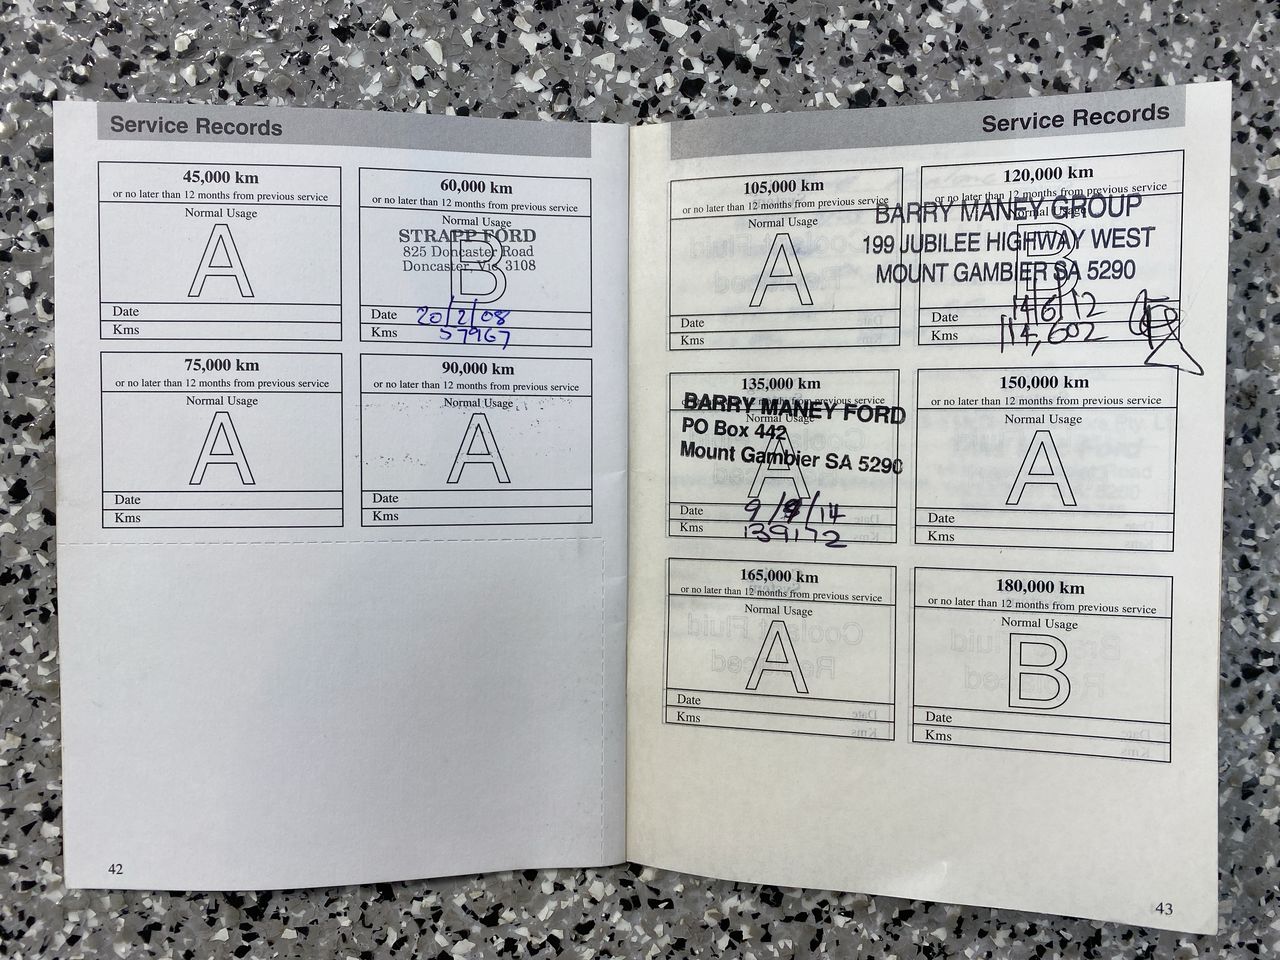 Service Records
45,000 km
or no later than 12 months from previous service
Normal Usage
A
Date
Kms
60,000 km
or no later than 12 months from previous service
Normal Usage
B
STRAPP FORD
825 Doncaster Road
Doncaster, Vic 3108
Date 20/2/08
Kms 57967
75,000 km
or no later than 12 months from previous service
Normal Usage
A
Date
Kms
90,000 km
or no later than 12 months from previous service
Normal Usage
A
Date
Kms
42
Service Records
105,000 km
or no later than 12 months from previous service
Normal Usage
A
Date
Kms
120,000 km
or no later than 12 months from previous service
Normal Usage
B
BARRY MANEY GROUP
199 JUBILEE HIGHWAY WEST
MOUNT GAMBIER SA 5290
Date 14/6/12
Kms 114,602
135,000 km
Normal Usage
A
BARRY MANEY FORD
PO Box 442
Mount Gambier SA 5290
Date 9/9/14
Kms 139172
150,000 km
or no later than 12 months from previous service
Normal Usage
A
Date
Kms
165,000 km
or no later than 12 months from previous service
Normal Usage
A
Date
Kms
180,000 km
or no later than 12 months from previous service
Normal Usage
B
Date
Kms
43